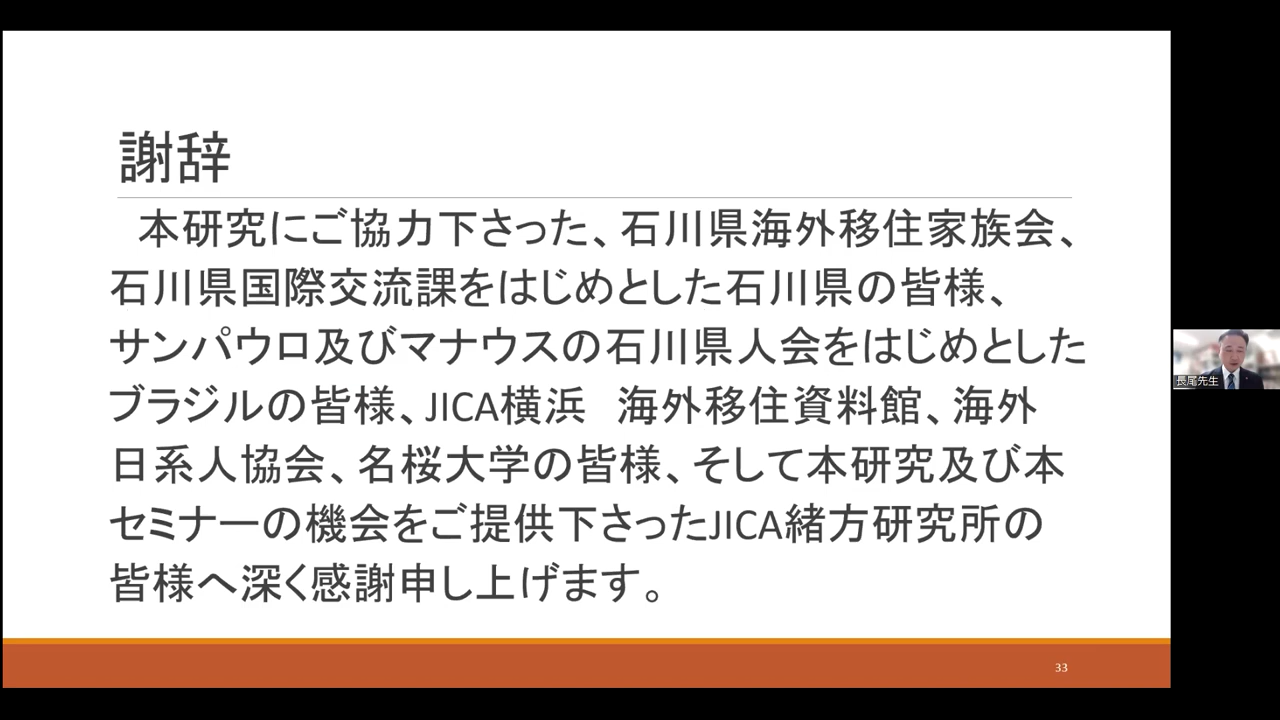 謝辞
本研究にご協力下さった、石川県海外移住家族会、
石川県国際交流課をはじめとした石川県の皆様、
サンパウロ及びマナウスの石川県人会をはじめとした
ブラジルの皆様、JICA横浜　海外移住資料館、海外
日系人協会、名桜大学の皆様、そして本研究及び本
セミナーの機会をご提供下さったJICA緒方研究所の
皆様へ深く感謝申し上げます。
33
長尾先生